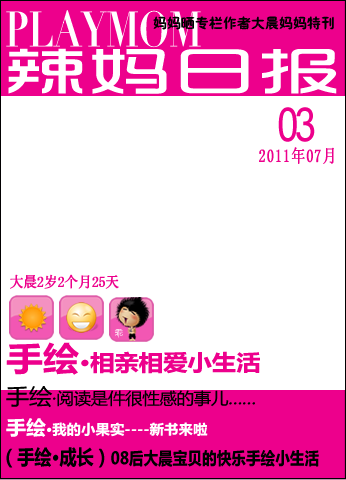 PLAYMOM
妈妈晒专栏作者大晨妈妈特刊
辣妈日报
03
2011年07月
大晨2岁2个月25天
乖
手绘·相亲相爱小生活
手绘·阅读是件很性感的事儿......
手绘·我的小果实----新书来啦
(手绘·成长)08后大晨宝贝的快乐手绘小生活